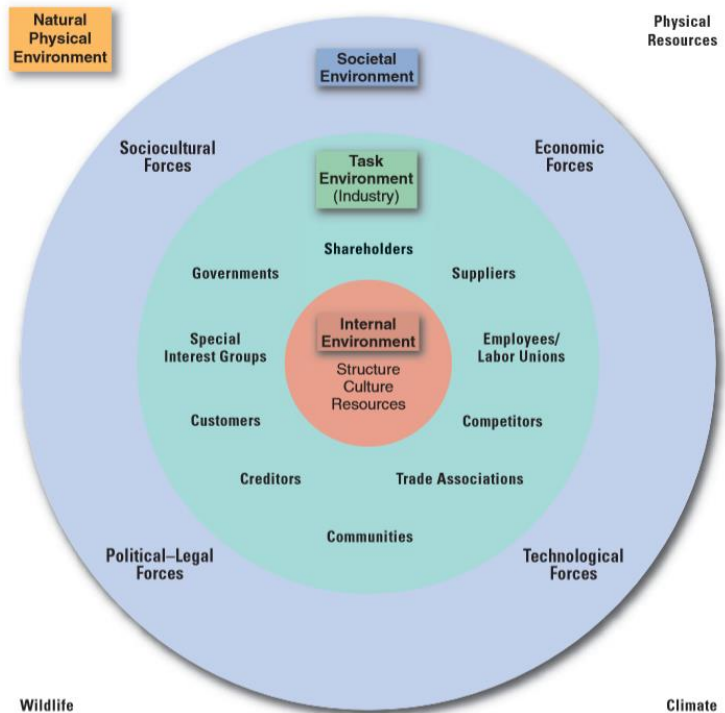 Natural
Physical
Environment
Physical
Resources
Societal
Environment
Sociocultural
Forces
Economic
Forces
Task
Environment
(Industry)
Shareholders
Governments
Suppliers
Special
Interest Groups
Internal
Environment
Structure
Culture
Resources
Employees/
Labor Unions
Customers
Competitors
Creditors
Trade Associations
Communities
Political–Legal
Forces
Technological
Forces
Wildlife
Climate